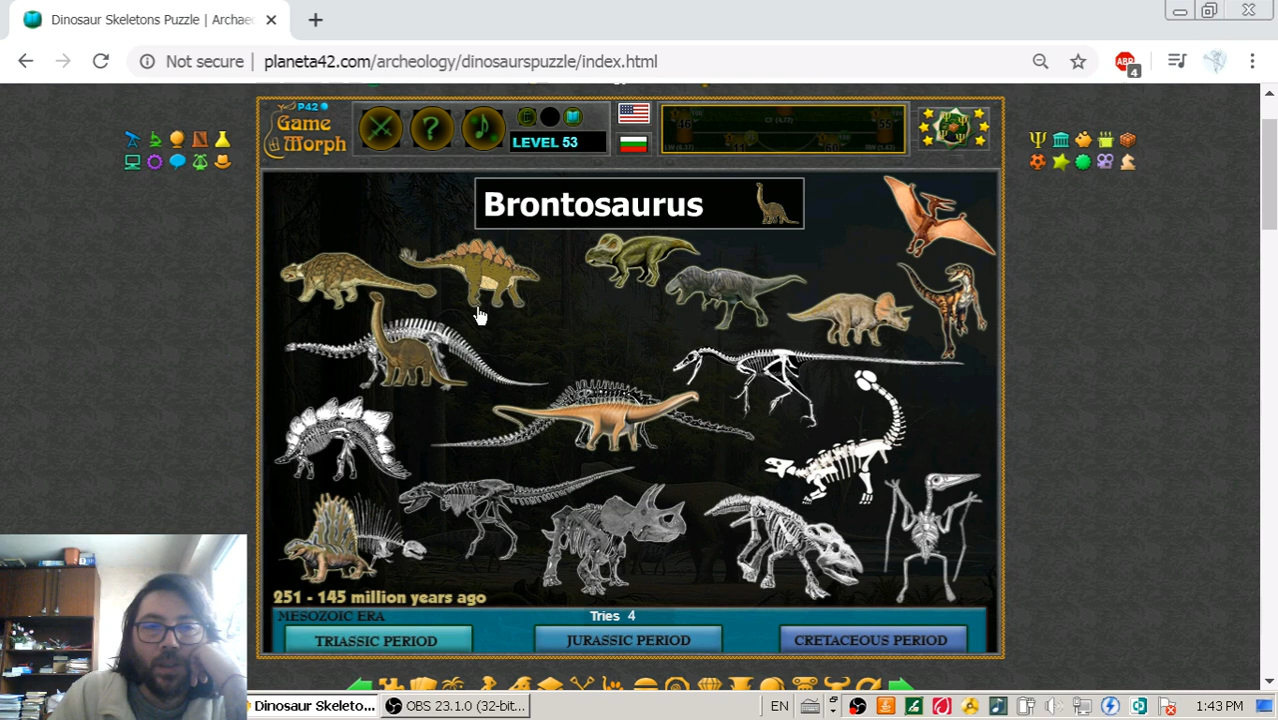 Dinosaur Skeletons Puzzle | Archaeo
Not secure | planeta42.com/archeology/dinosaurspuzzle/index.html
ABP
4
P42
Game Morph
?
LEVEL 53
Brontosaurus
251 - 145 million years ago
MESOZOIC ERA
Tries 4
TRIASSIC PERIOD
JURASSIC PERIOD
CRETACEOUS PERIOD
Dinosaur Skeleto...
OBS 23.1.0 (32-bit...
EN
1:43 PM